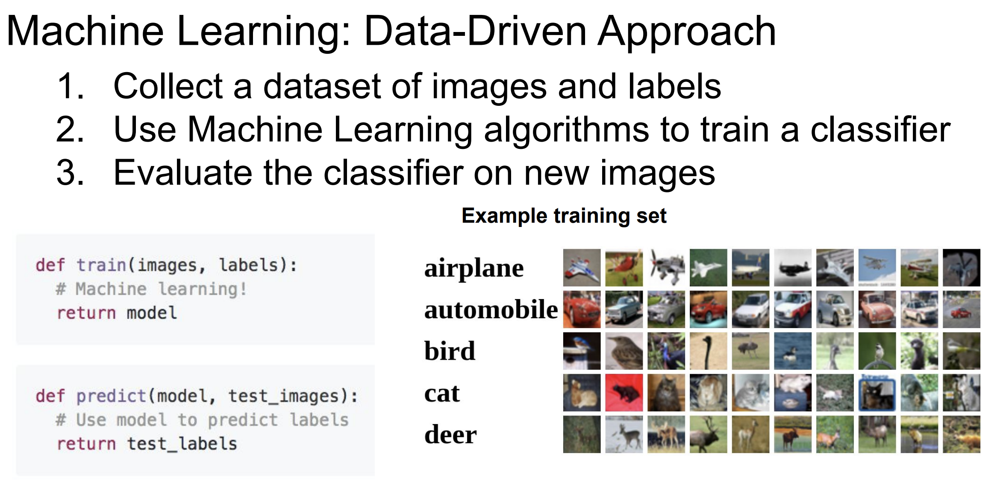 Machine Learning: Data-Driven Approach
1. Collect a dataset of images and labels
2. Use Machine Learning algorithms to train a classifier
3. Evaluate the classifier on new images
Example training set
def train(images, labels):
# Machine learning!
return model
def predict(model, test_images):
# Use model to predict labels
return test_labels
airplane
automobile
bird
cat
deer